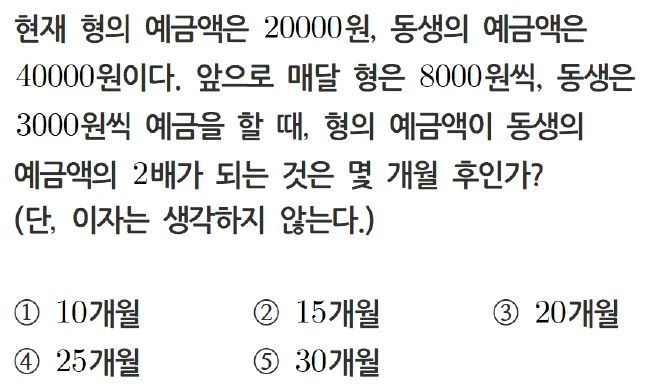 현재 형의 예금액은 20000원, 동생의 예금액은
40000원이다. 앞으로 매달 형은 8000원씩, 동생은
3000원씩 예금을 할 때, 형의 예금액이 동생의
예금액의 2배가 되는 것은 몇 개월 후인가?
(단, 이자는 생각하지 않는다.)
① 10개월 ② 15개월 ③ 20개월
④ 25개월 ⑤ 30개월